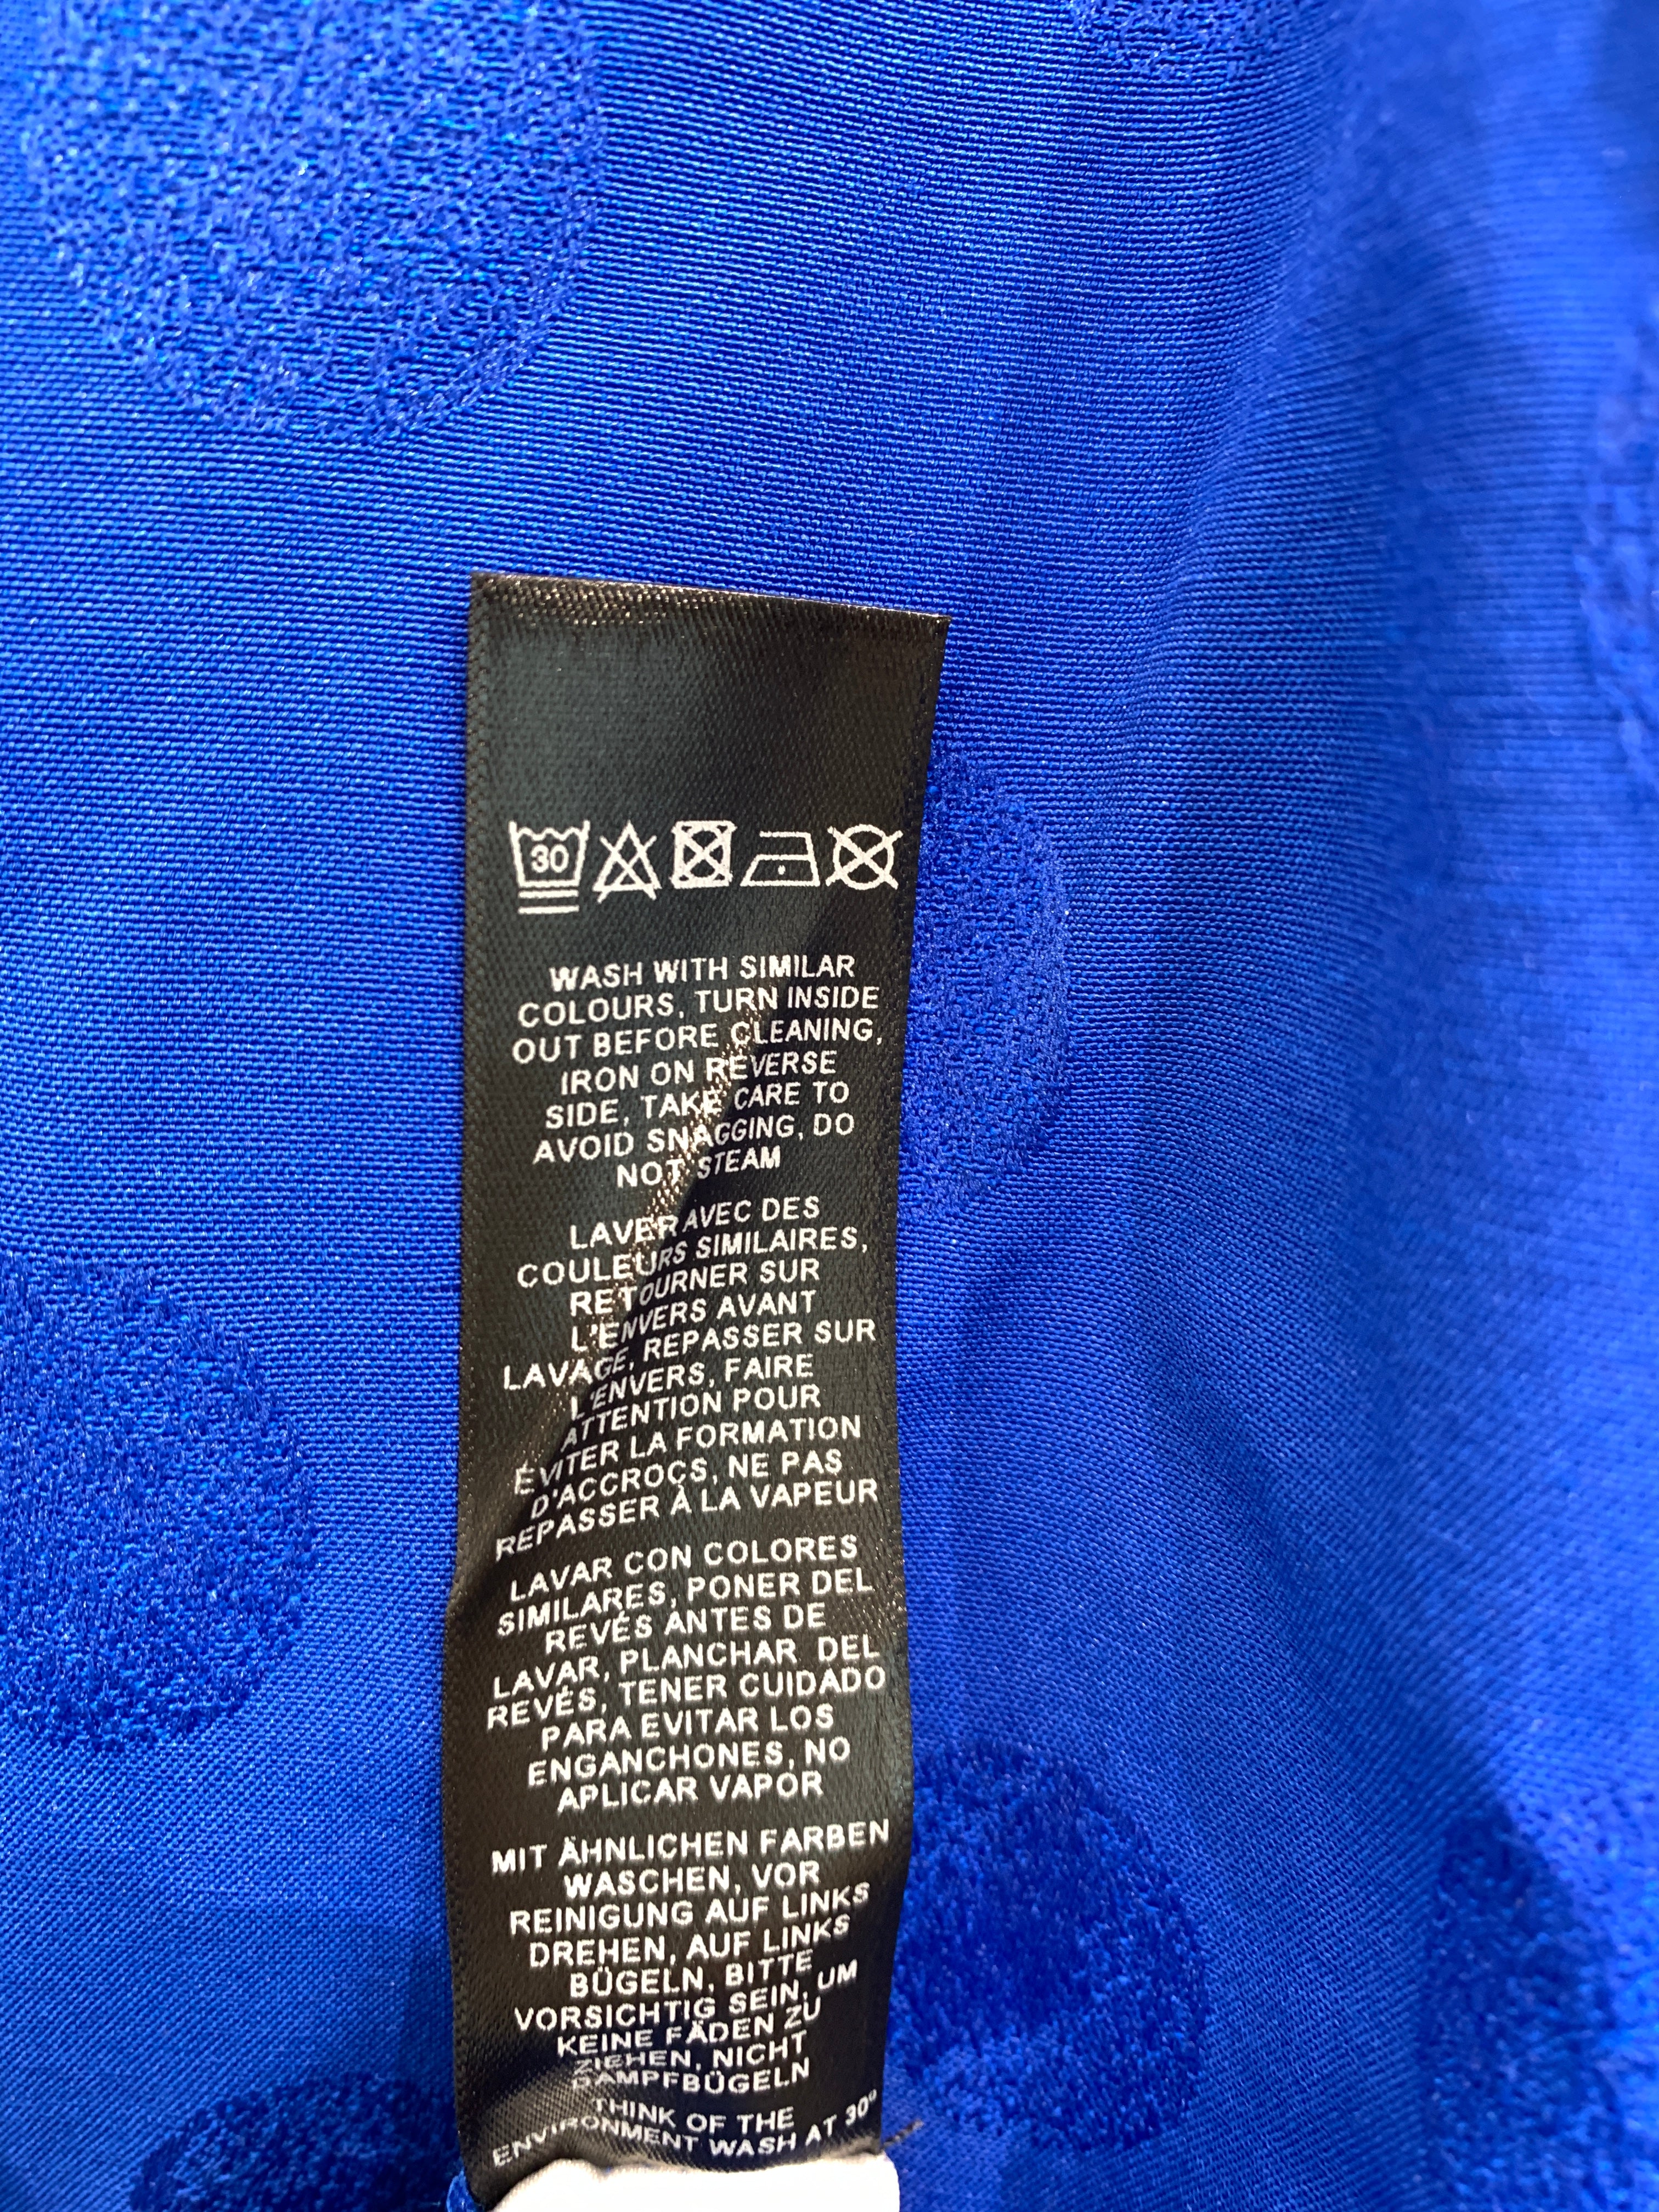 30
WASH WITH SIMILAR
COLOURS, TURN INSIDE
OUT BEFORE CLEANING,
IRON ON REVERSE
SIDE, TAKE CARE TO
AVOID SNAGGING, DO
NOT STEAM
LAVER AVEC DES
COULEURS SIMILAIRES,
RETOURNER SUR
L'ENVERS AVANT
LAVAGE, REPASSER SUR
L'ENVERS, FAIRE
ATTENTION POUR
ÉVITER LA FORMATION
D'ACCROCS, NE PAS
REPASSER À LA VAPEUR
LAVAR CON COLORES
SIMILARES, PONER DEL
REVÉS ANTES DE
LAVAR, PLANCHAR DEL
REVÉS, TENER CUIDADO
PARA EVITAR LOS
ENGANCHONES, NO
APLICAR VAPOR
MIT ÄHNLICHEN FARBEN
WASCHEN, VOR
REINIGUNG AUF LINKS
DREHEN, AUF LINKS
BÜGELN, BITTE
VORSICHTIG SEIN, UM
KEINE FÄDEN ZU
ZIEHEN, NICHT
DAMPFBÜGELN
THINK OF THE
ENVIRONMENT WASH AT 30º